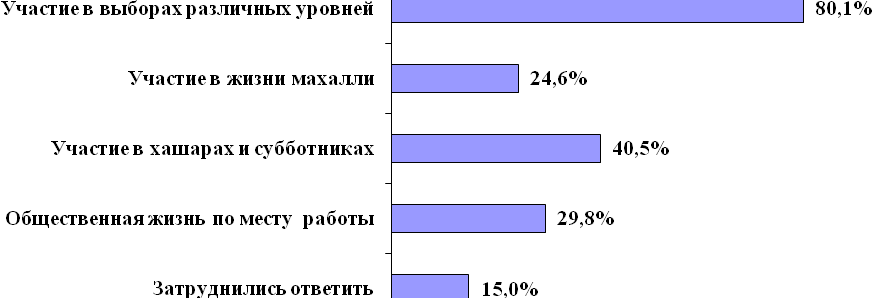 Участие в выборах различных уровней 80,1%
Участие в жизни махалли 24,6%
Участие в хашарах и субботниках 40,5%
Общественная жизнь по месту работы 29,8%
Затруднились ответить 15,0%